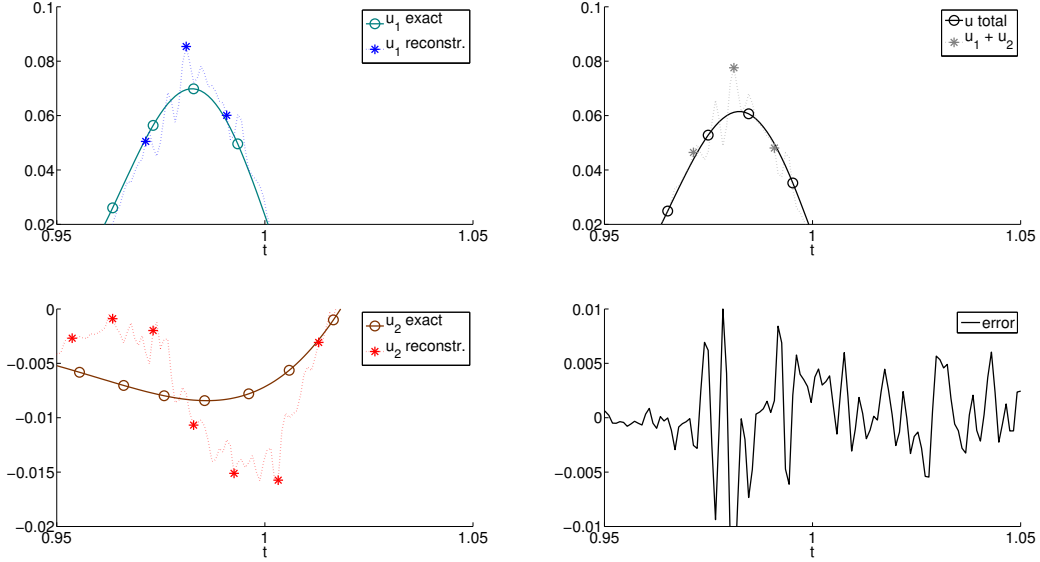 0.1
0.08
0.06
0.04
0.02
0.95
1
1.05
t
u1 exact
u1 reconstr.
0.1
0.08
0.06
0.04
0.02
0.95
1
1.05
t
u total
u1 + u2
0
−0.005
−0.01
−0.015
−0.02
0.95
1
1.05
t
u2 exact
u2 reconstr.
0.01
0.005
0
−0.005
−0.01
0.95
1
1.05
t
error